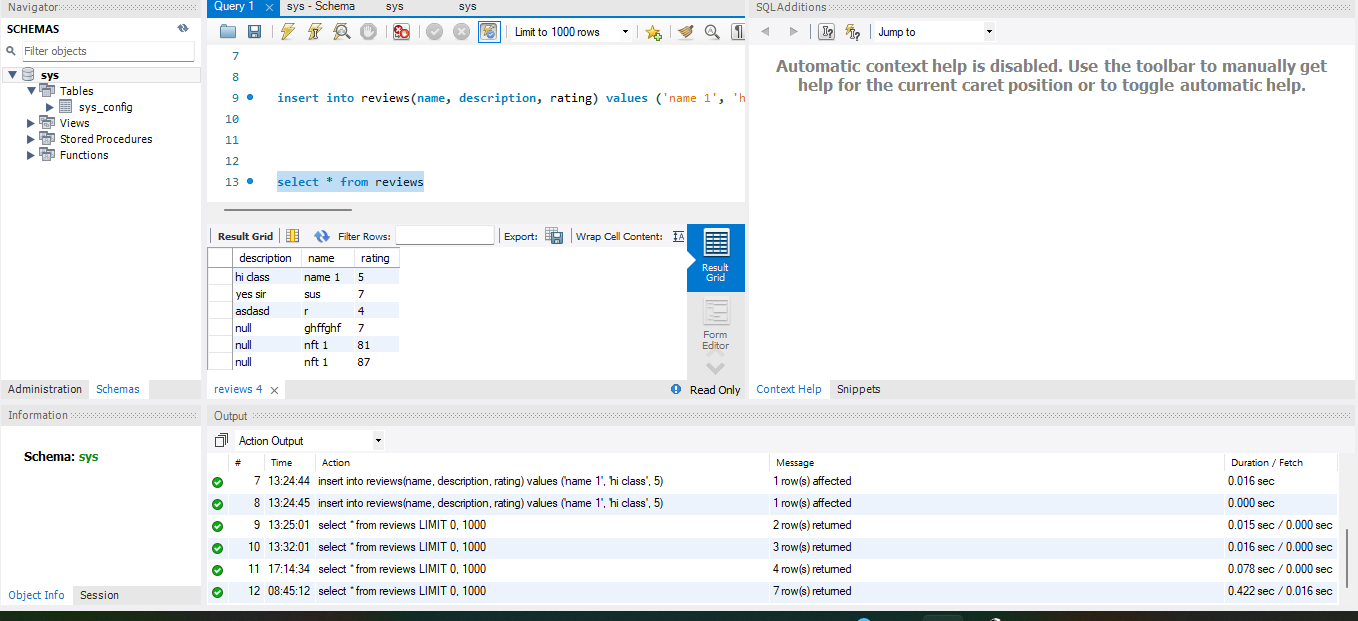 Navigator
SCHEMAS
Filter objects
sys
Tables
sys_config
Views
Stored Procedures
Functions
Administration Schemas
Information
Schema: sys
Object Info Session
Query 1 sys - Schema sys sys
Limit to 1000 rows
7
8
9 insert into reviews(name, description, rating) values ('name 1', 'h
10
11
12
13 select * from reviews
Result Grid Filter Rows: Export: Wrap Cell Content:
description name rating
hi class name 1 5
yes sir sus 7
asdasd r 4
null ghffghf 7
null nft 1 81
null nft 1 87
Result
Grid
Form
Editor
reviews 4 Read Only
SQLAdditions
Jump to
Automatic context help is disabled. Use the toolbar to manually get
help for the current caret position or to toggle automatic help.
Context Help Snippets
Output
Action Output
# Time Action Message Duration / Fetch
7 13:24:44 insert into reviews(name, description, rating) values ('name 1', 'hi class', 5) 1 row(s) affected 0.016 sec
8 13:24:45 insert into reviews(name, description, rating) values ('name 1', 'hi class', 5) 1 row(s) affected 0.000 sec
9 13:25:01 select * from reviews LIMIT 0, 1000 2 row(s) returned 0.015 sec / 0.000 sec
10 13:32:01 select * from reviews LIMIT 0, 1000 3 row(s) returned 0.016 sec / 0.000 sec
11 17:14:34 select * from reviews LIMIT 0, 1000 4 row(s) returned 0.078 sec / 0.000 sec
12 08:45:12 select * from reviews LIMIT 0, 1000 7 row(s) returned 0.422 sec / 0.016 sec